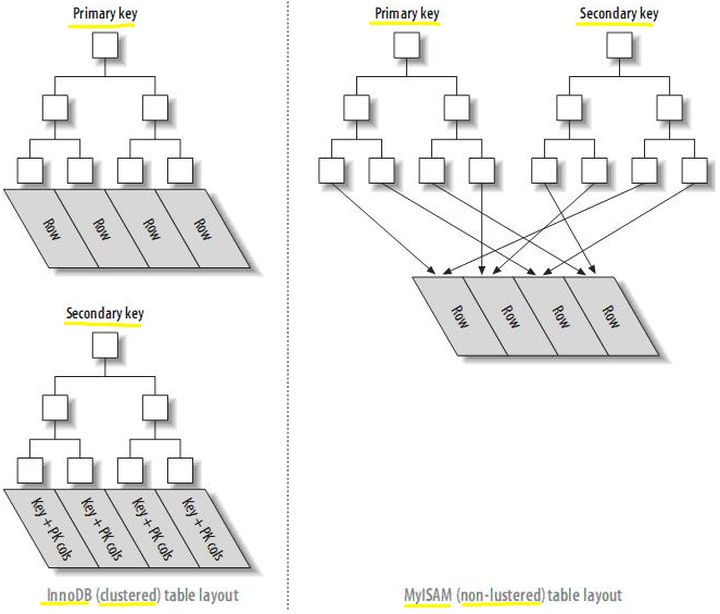 Primary key
Row
Row
Row
Row
Secondary key
Key + PK cols
Key + PK cols
Key + PK cols
Key + PK cols
InnoDB (clustered) table layout
Primary key
Secondary key
Row
Row
Row
Row
MyISAM (non-lustered) table layout